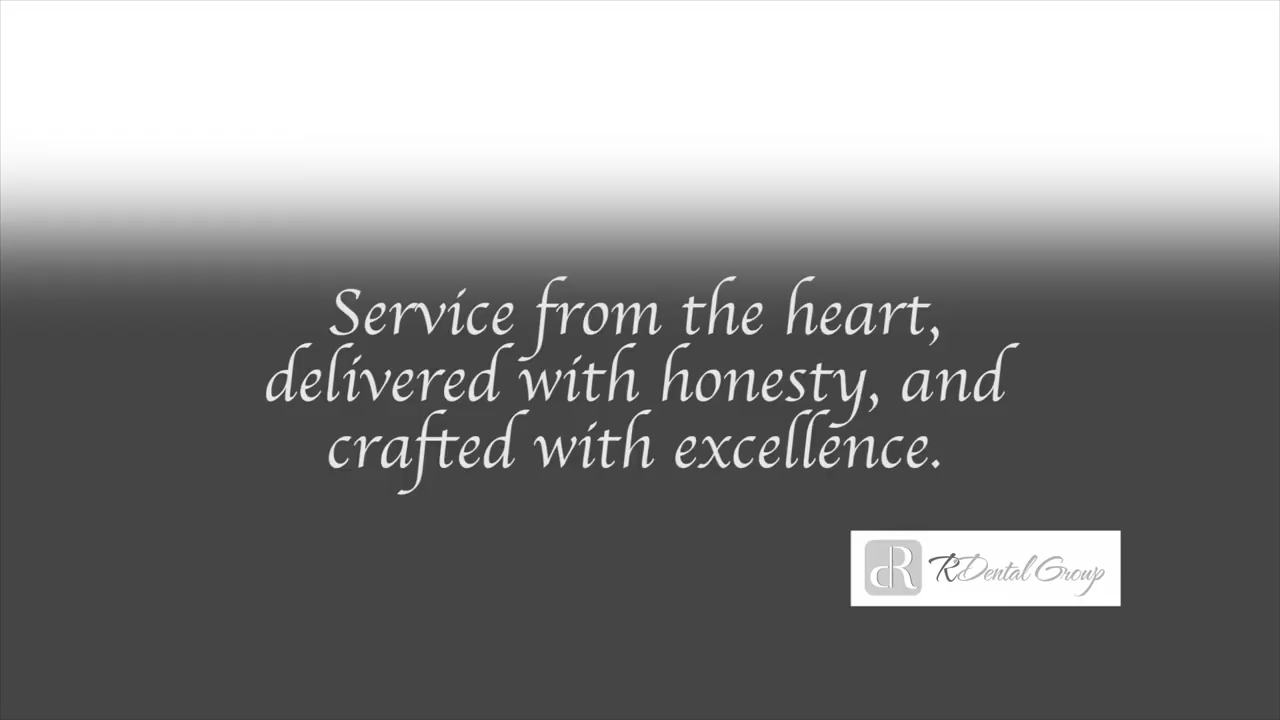 Service from the heart,
delivered with honesty, and
crafted with excellence.
dR R Dental Group